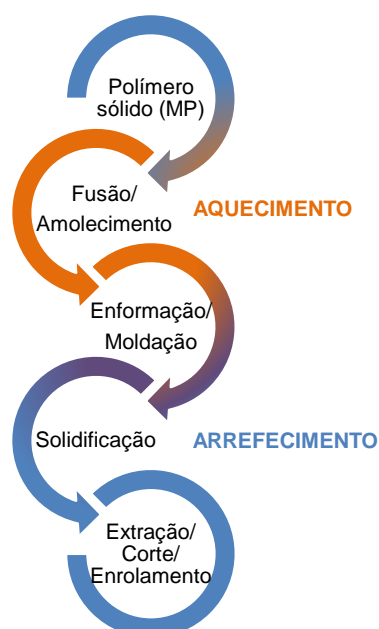 Polímero
sólido (MP)
Fusão/
Amolecimento
AQUECIMENTO
Enformação/
Moldação
Solidificação
ARREFECIMENTO
Extração/
Corte/
Enrolamento